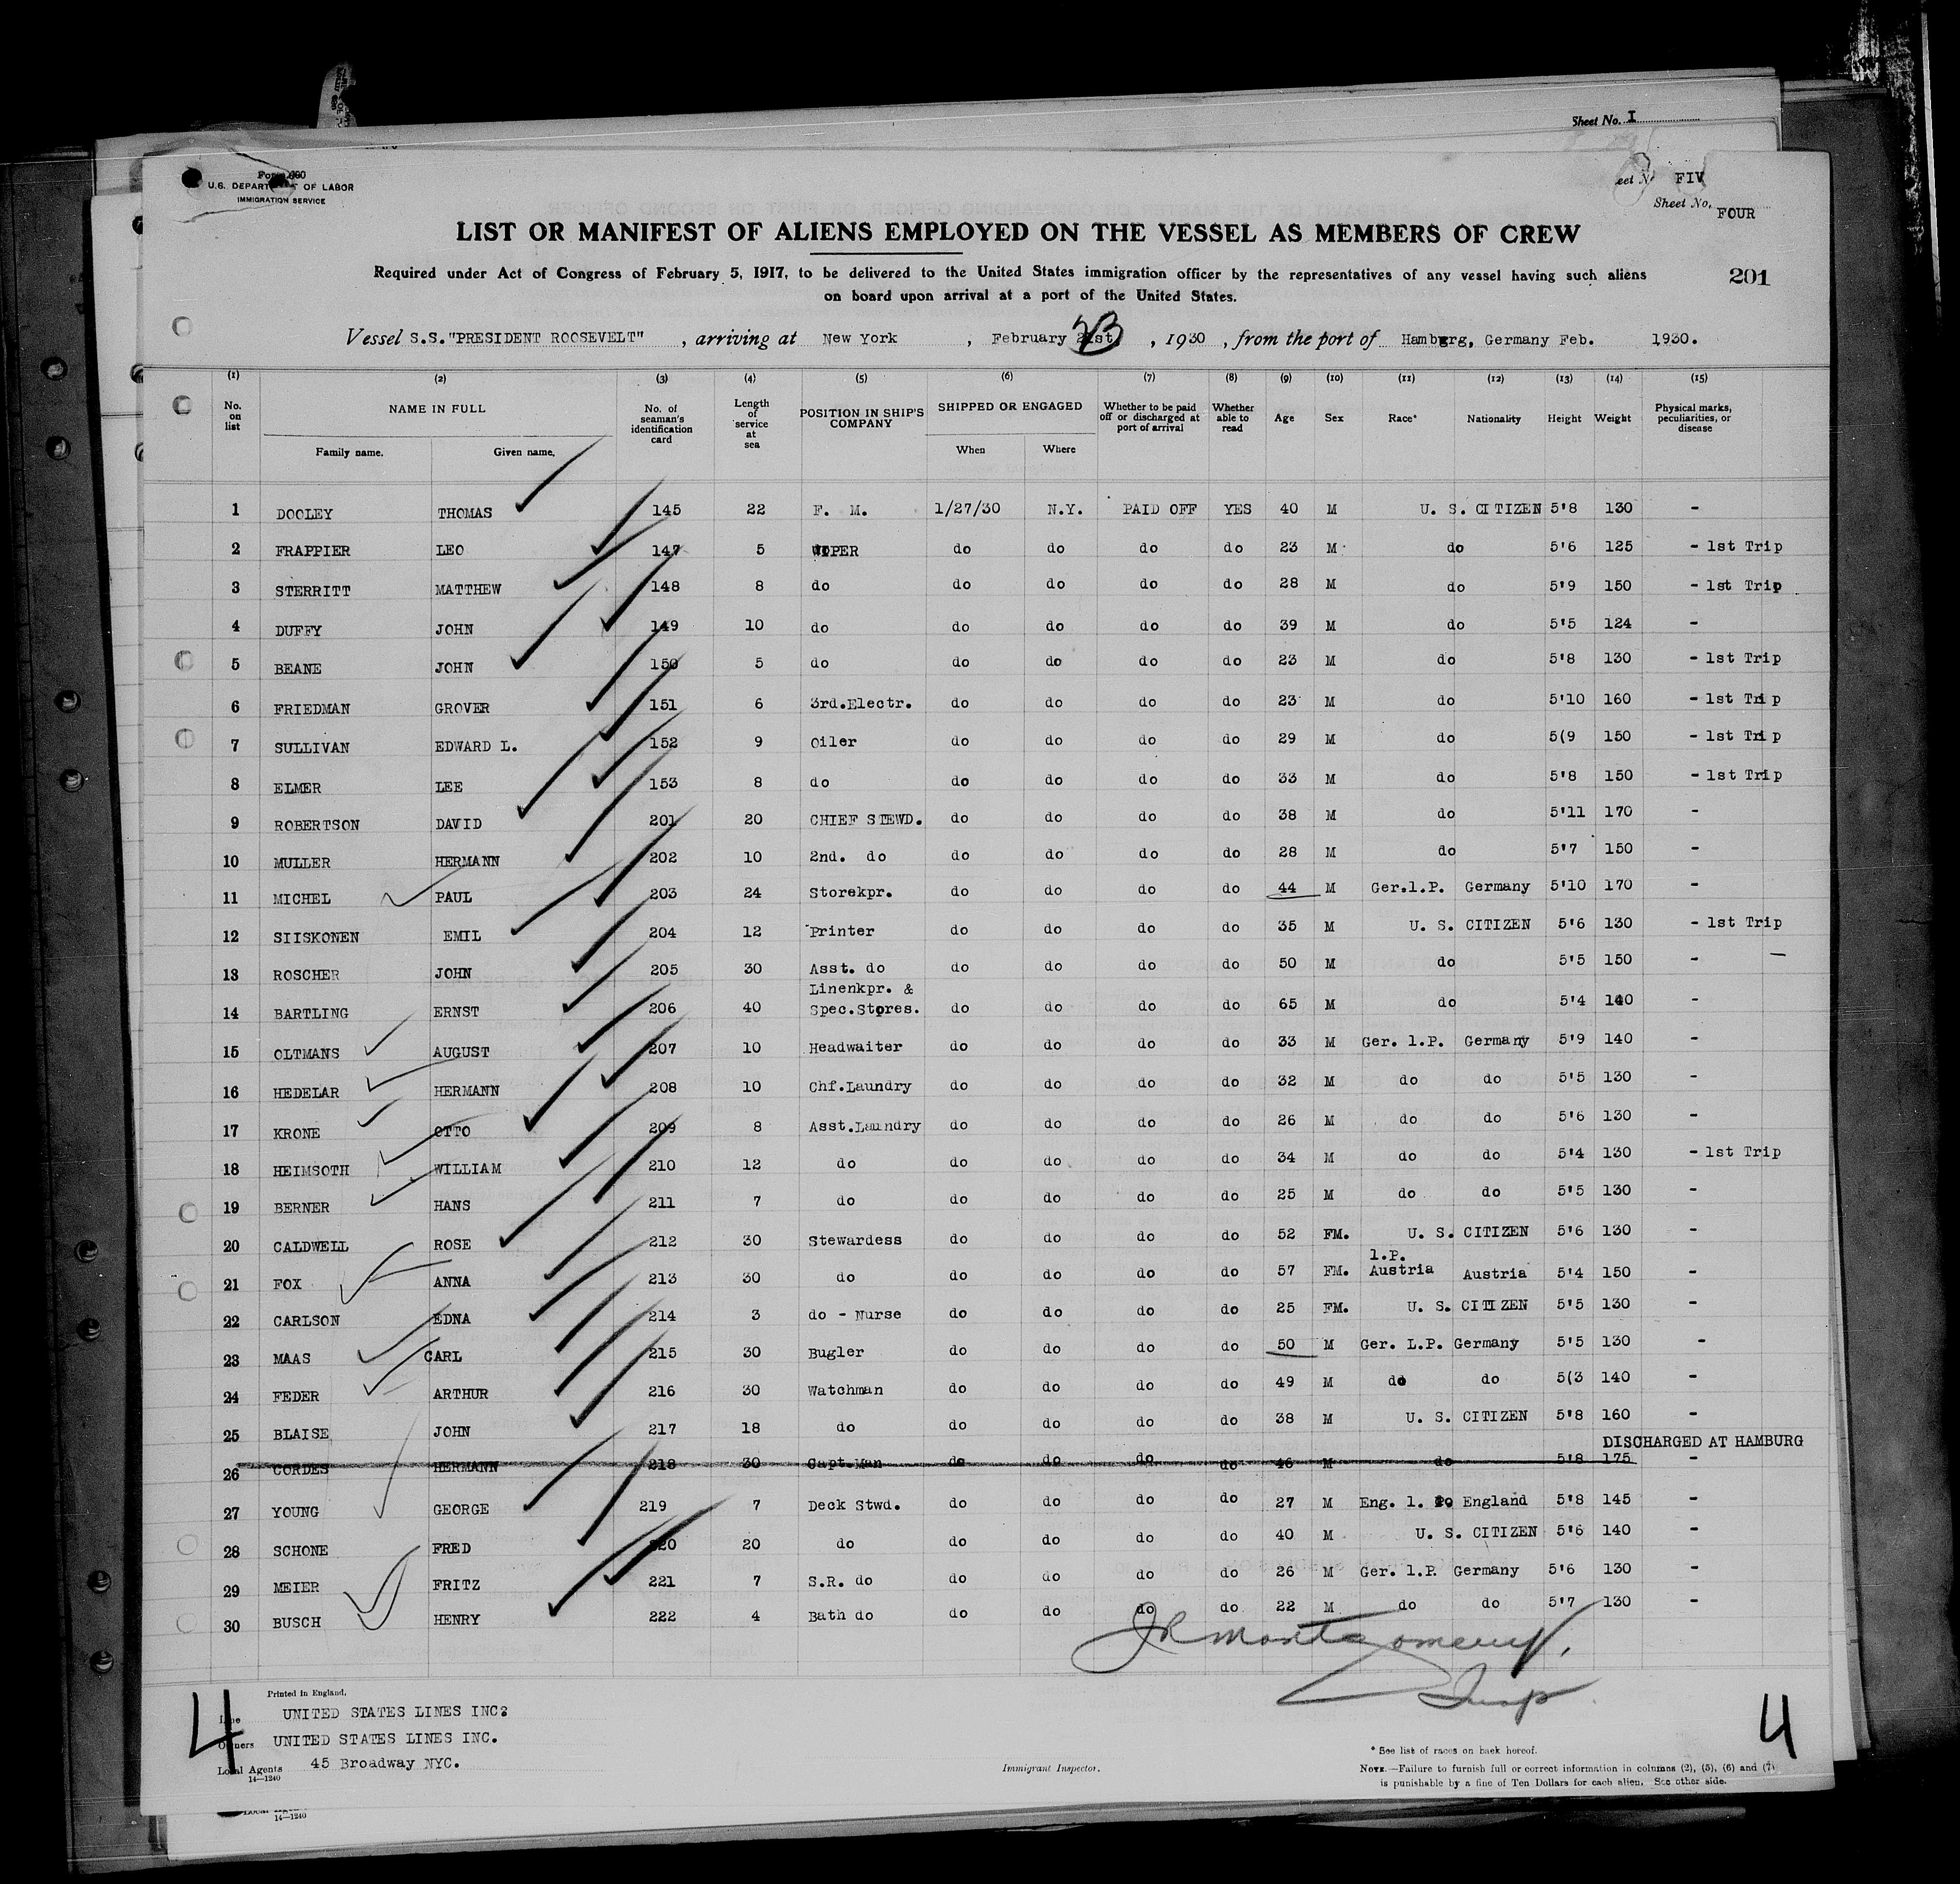 Sheet No. I
Form 680
U.S. DEPARTMENT OF LABOR
IMMIGRATION SERVICE
FIV
Sheet No. FOUR
LIST OR MANIFEST OF ALIENS EMPLOYED ON THE VESSEL AS MEMBERS OF CREW
Required under Act of Congress of February 5, 1917, to be delivered to the United States immigration officer by the representatives of any vessel having such aliens
on board upon arrival at a port of the United States.
201
Vessel S.S."PRESIDENT ROOSEVELT" , arriving at New York , February 23 , 1930 , from the port of Hamburg, Germany Feb. 1930.
(1) (2) (3) (4) (5) (6) (7) (8) (9) (10) (11) (12) (13) (14) (15)
No. on list NAME IN FULL Family name. Given name. No. of seaman's identification card Length of service at sea POSITION IN SHIP'S COMPANY SHIPPED OR ENGAGED When Where Whether to be paid off or discharged at port of arrival Whether able to read Age Sex Race* Nationality Height Weight Physical marks, peculiarities, or disease
1 DOOLEY THOMAS 145 22 F. M. 1/27/30 N.Y. PAID OFF YES 40 M U. S. CITIZEN 5'8 130 -
2 FRAPPIER LEO 147 5 WIPER do do do do 23 M do 5'6 125 - 1st Trip
3 STERRITT MATTHEW 148 8 do do do do do 28 M do 5'9 150 - 1st Trip
4 DUFFY JOHN 149 10 do do do do do 39 M do 5'5 124 -
5 BEANE JOHN 150 5 do do do do do 23 M do 5'8 130 - 1st Trip
6 FRIEDMAN GROVER 151 6 3rd.Electr. do do do do 23 M do 5'10 160 - 1st Trip
7 SULLIVAN EDWARD L. 152 9 Oiler do do do do 29 M do 5(9 150 - 1st Trip
8 ELMER LEE 153 8 do do do do do 33 M do 5'8 150 - 1st Trip
9 ROBERTSON DAVID 201 20 CHIEF STEWD. do do do do 38 M do 5'11 170 -
10 MULLER HERMANN 202 10 2nd. do do do do do 28 M do 5'7 150 -
11 MICHEL PAUL 203 24 Storekpr. do do do do 44 M Ger.l.P. Germany 5'10 170 -
12 SIISKONEN EMIL 204 12 Printer do do do do 35 M U. S. CITIZEN 5'6 130 - 1st Trip
13 ROSCHER JOHN 205 30 Asst. do do do do do 50 M do 5'5 150 - -
14 BARTLING ERNST 206 40 Linenkpr. & Spec.Stores. do do do do 65 M do 5'4 140 -
15 OLTMANS AUGUST 207 10 Headwaiter do do do do 33 M Ger. l.P. Germany 5'9 140 -
16 HEDELAR HERMANN 208 10 Chf.Laundry do do do do 32 M do do 5'5 130 -
17 KRONE OTTO 209 8 Asst.Laundry do do do do 26 M do do 5'6 130 -
18 HEIMSOTH WILLIAM 210 12 do do do do do 34 M do do 5'4 130 - 1st Trip
19 BERNER HANS 211 7 do do do do do 25 M do do 5'5 130 -
20 CALDWELL ROSE 212 30 Stewardess do do do do 52 FM. U. S. CITIZEN 5'6 130 -
21 FOX ANNA 213 30 do do do do do 57 FM. l.P. Austria Austria 5'4 150 -
22 CARLSON EDNA 214 3 do - Nurse do do do do 25 FM. U. S. CITIZEN 5'5 130 -
23 MAAS CARL 215 30 Bugler do do do do 50 M Ger. L.P. Germany 5'5 130 -
24 FEDER ARTHUR 216 30 Watchman do do do do 49 M do do 5(3 140 -
25 BLAISE JOHN 217 18 do do do do do 38 M U. S. CITIZEN 5'8 160 -
DISCHARGED AT HAMBURG
26 CORDES HERMANN 218 30 Capt.Man do do do do 46 M do 5'8 175 -
27 YOUNG GEORGE 219 7 Deck Stwd. do do do do 27 M Eng. l. P. England 5'8 145 -
28 SCHONE FRED 220 20 do do do do do 40 M U. S. CITIZEN 5'6 140 -
29 MEIER FRITZ 221 7 S.R. do do do do do 26 M Ger. l.P. Germany 5'6 130 -
30 BUSCH HENRY 222 4 Bath do do do do do 22 M do do 5'7 130 -
JR Montgomery,
Insp
4 4
Printed in England.
Line UNITED STATES LINES INC.
Owners UNITED STATES LINES INC.
Local Agents 45 Broadway NYC.
14—1240
Immigrant Inspector.
* See list of races on back hereof.
NOTE.—Failure to furnish full or correct information in columns (2), (5), (6) and (7)
is punishable by a fine of Ten Dollars for each alien. See other side.
14—1240